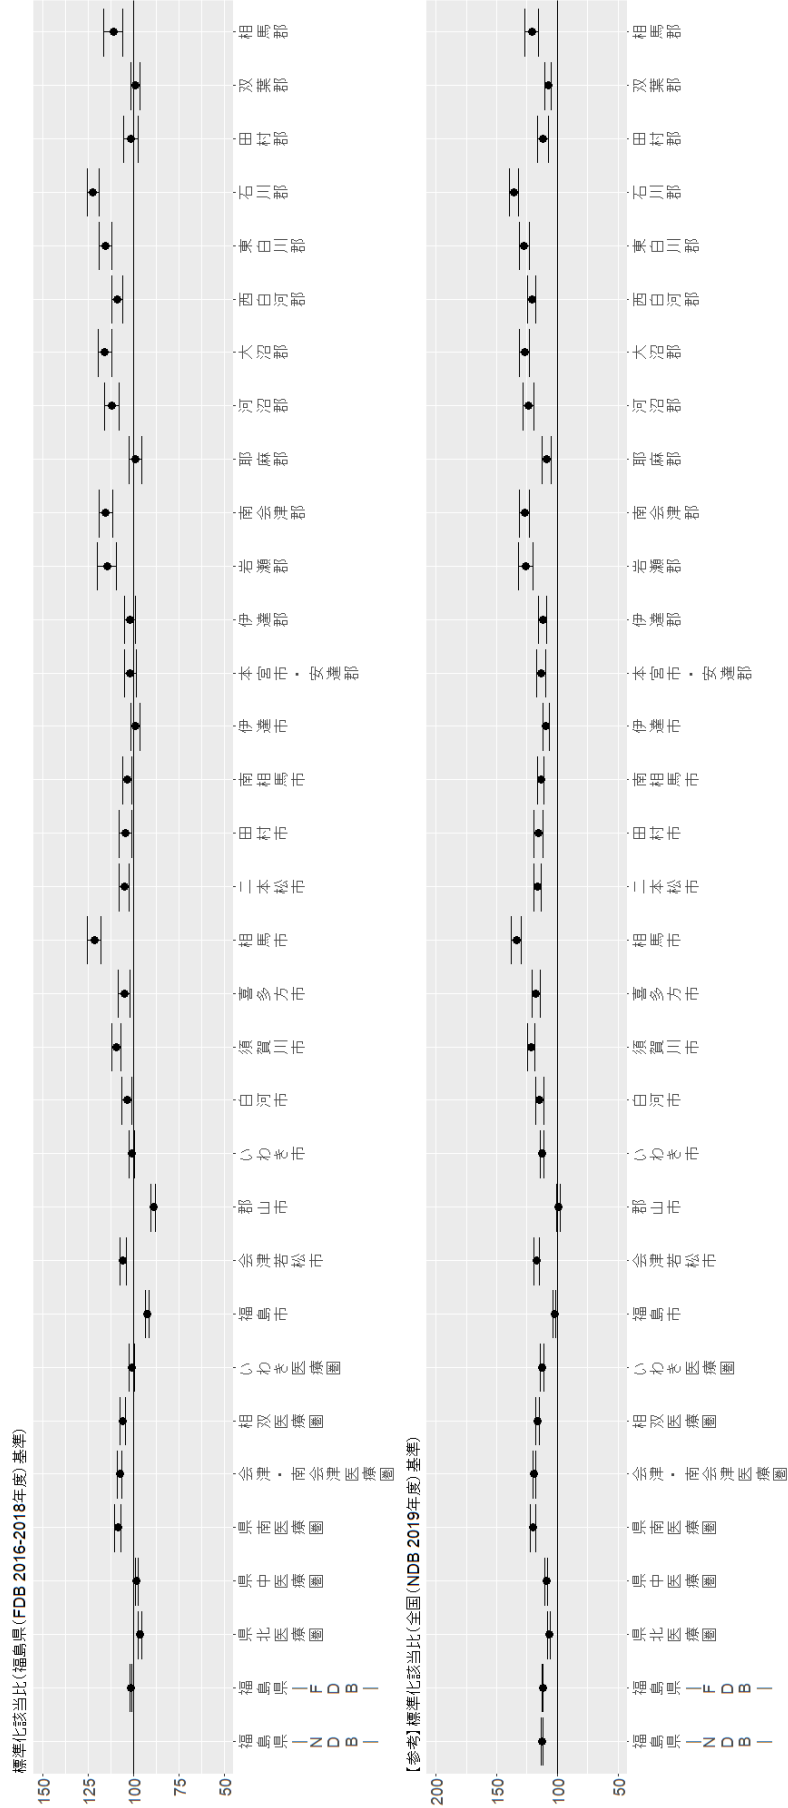 標準化該当比(福島県(FDB 2016-2018年度)基準)
150
125
100
75
50
福島県|NDB|
福島県|FDB|
県北医療圏
県中医療圏
県南医療圏
会津・南会津医療圏
相双医療圏
いわき医療圏
福島市
会津若松市
郡山市
いわき市
白河市
須賀川市
喜多方市
相馬市
二本松市
田村市
南相馬市
伊達市
本宮市・安達郡
伊達郡
岩瀬郡
南会津郡
耶麻郡
河沼郡
大沼郡
西白河郡
東白川郡
石川郡
田村郡
双葉郡
相馬郡
【参考】標準化該当比(全国(NDB 2019年度)基準)
200
150
100
50
福島県|NDB|
福島県|FDB|
県北医療圏
県中医療圏
県南医療圏
会津・南会津医療圏
相双医療圏
いわき医療圏
福島市
会津若松市
郡山市
いわき市
白河市
須賀川市
喜多方市
相馬市
二本松市
田村市
南相馬市
伊達市
本宮市・安達郡
伊達郡
岩瀬郡
南会津郡
耶麻郡
河沼郡
大沼郡
西白河郡
東白川郡
石川郡
田村郡
双葉郡
相馬郡